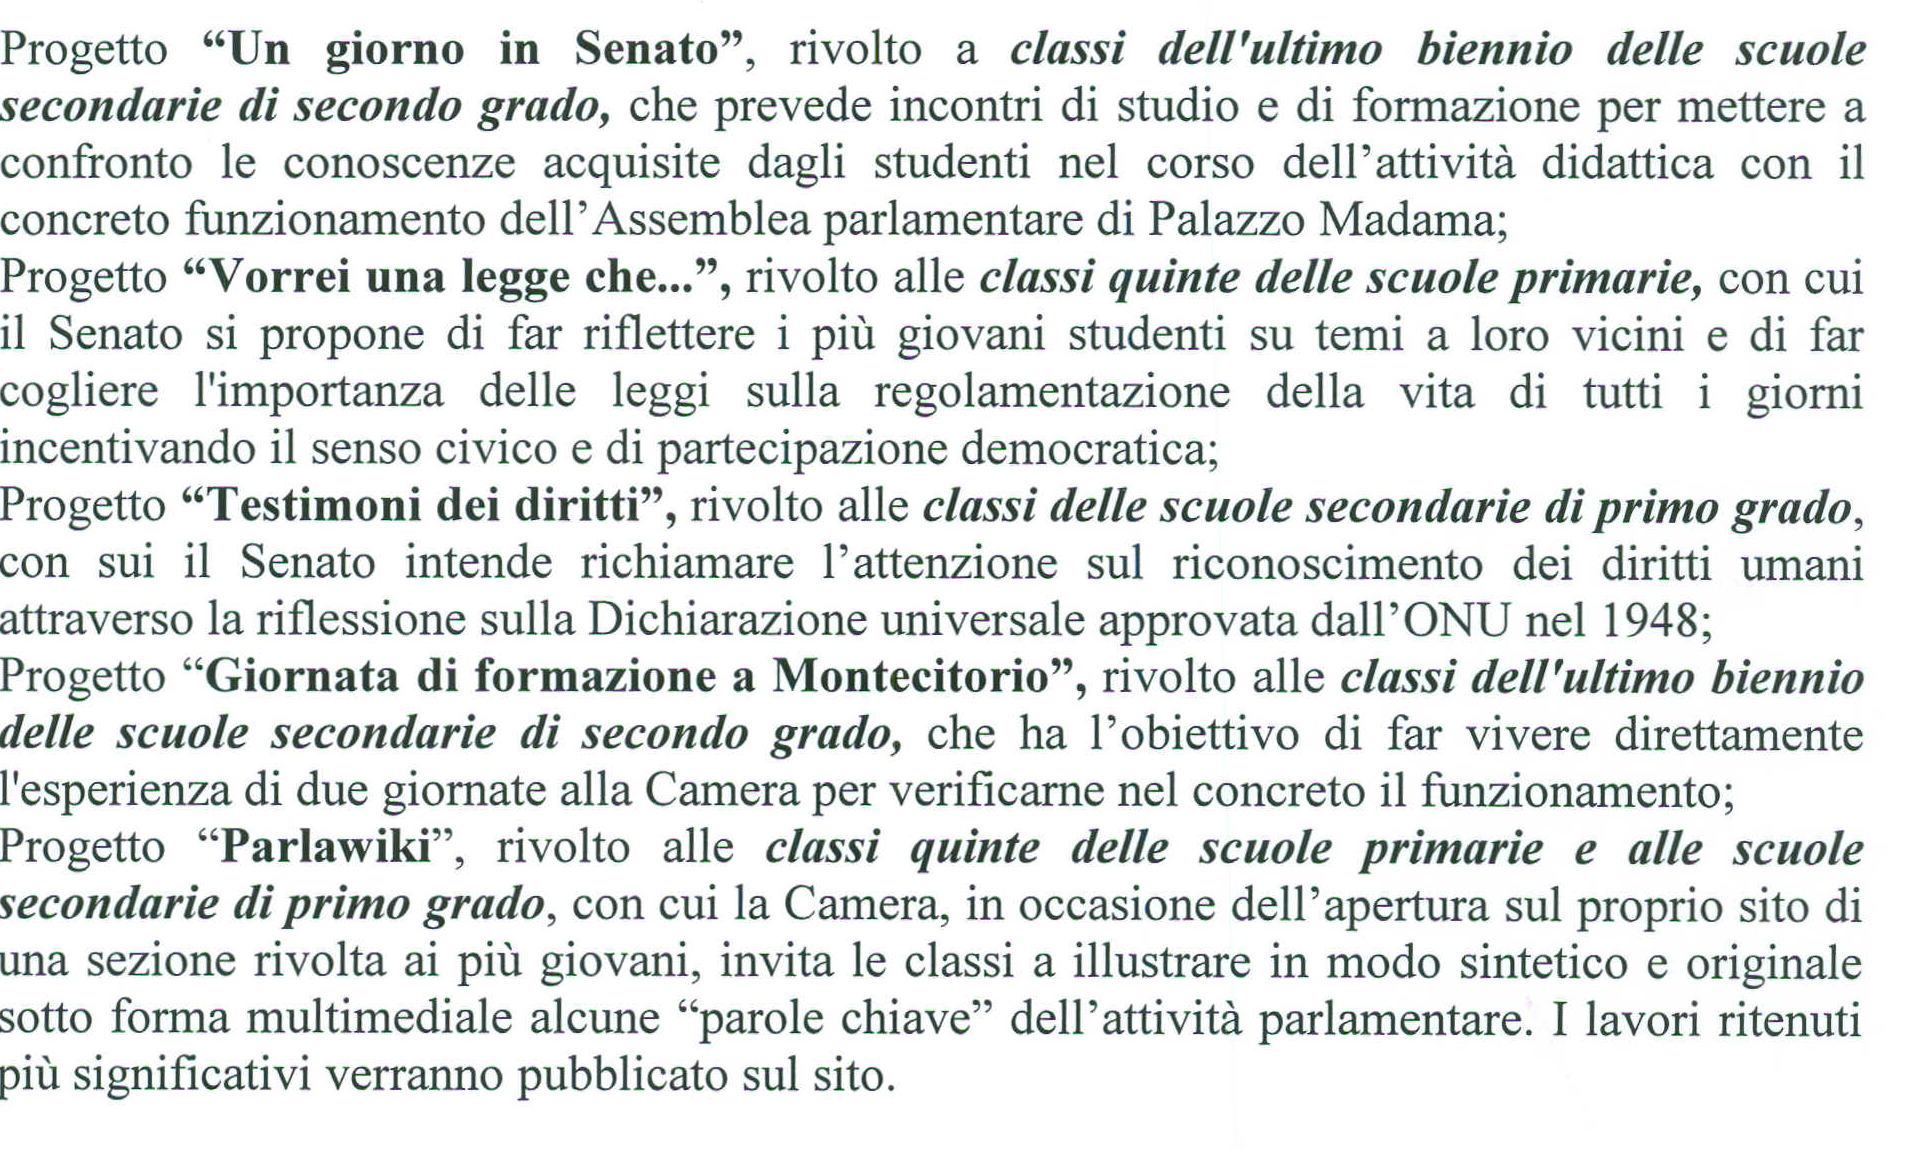 Progetto “Un giorno in Senato”, rivolto a classi dell'ultimo biennio delle scuole
secondarie di secondo grado, che prevede incontri di studio e di formazione per mettere a
confronto le conoscenze acquisite dagli studenti nel corso dell’attività didattica con il
concreto funzionamento dell’Assemblea parlamentare di Palazzo Madama;
Progetto “Vorrei una legge che...”, rivolto alle classi quinte delle scuole primarie, con cui
il Senato si propone di far riflettere i più giovani studenti su temi a loro vicini e di far
cogliere l'importanza delle leggi sulla regolamentazione della vita di tutti i giorni
incentivando il senso civico e di partecipazione democratica;
Progetto “Testimoni dei diritti”, rivolto alle classi delle scuole secondarie di primo grado,
con sui il Senato intende richiamare l’attenzione sul riconoscimento dei diritti umani
attraverso la riflessione sulla Dichiarazione universale approvata dall’ONU nel 1948;
Progetto “Giornata di formazione a Montecitorio”, rivolto alle classi dell'ultimo biennio
delle scuole secondarie di secondo grado, che ha l’obiettivo di far vivere direttamente
l'esperienza di due giornate alla Camera per verificarne nel concreto il funzionamento;
Progetto “Parlawiki”, rivolto alle classi quinte delle scuole primarie e alle scuole
secondarie di primo grado, con cui la Camera, in occasione dell’apertura sul proprio sito di
una sezione rivolta ai più giovani, invita le classi a illustrare in modo sintetico e originale
sotto forma multimediale alcune “parole chiave” dell’attività parlamentare. I lavori ritenuti
più significativi verranno pubblicato sul sito.